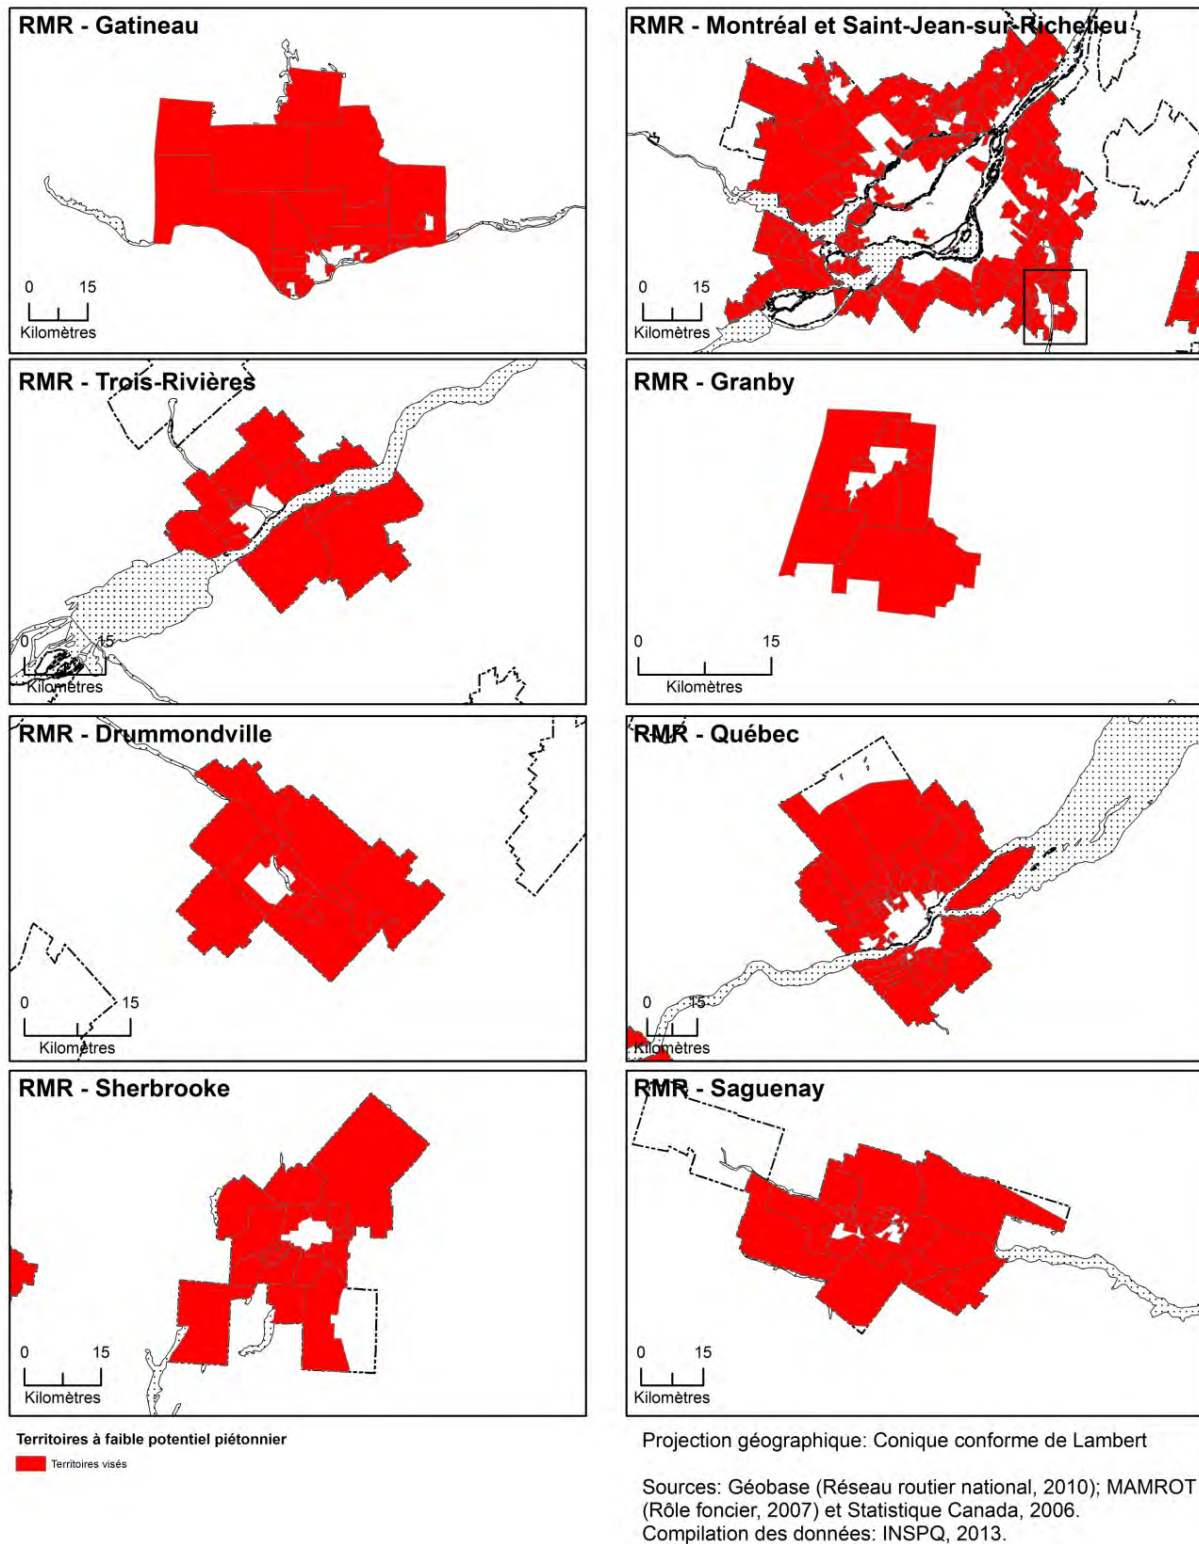 RMR - Gatineau
0 15
Kilomètres
RMR - Montréal et Saint-Jean-sur-Richelieu
0 15
Kilomètres
RMR - Trois-Rivières
0 15
Kilomètres
RMR - Granby
0 15
Kilomètres
RMR - Drummondville
0 15
Kilomètres
RMR - Québec
0 15
Kilomètres
RMR - Sherbrooke
0 15
Kilomètres
RMR - Saguenay
0 15
Kilomètres
Territoires à faible potentiel piétonnier
Territoires visés
Projection géographique: Conique conforme de Lambert
Sources: Géobase (Réseau routier national, 2010); MAMROT
(Rôle foncier, 2007) et Statistique Canada, 2006.
Compilation des données: INSPQ, 2013.